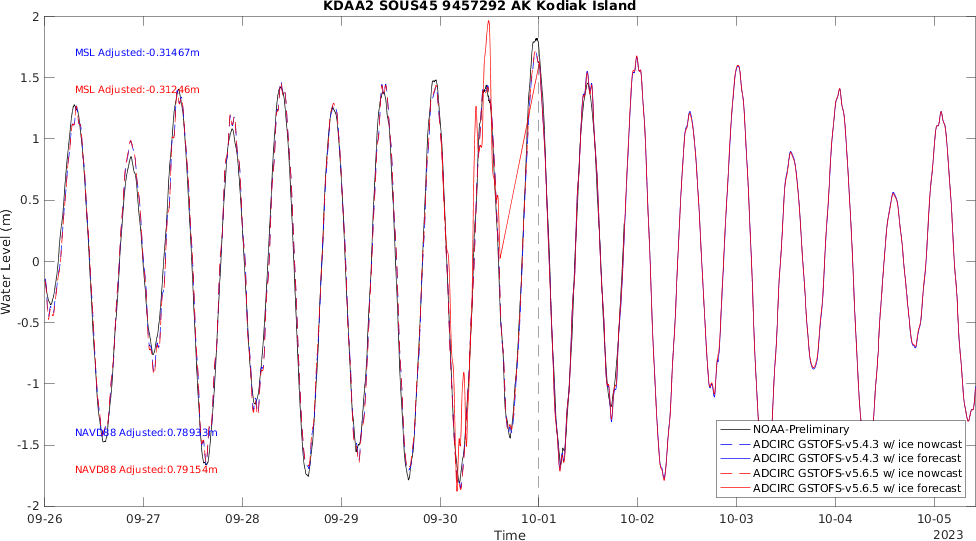 KDAA2 SOUS45 9457292 AK Kodiak Island
2
1.5
1
0.5
0
-0.5
-1
-1.5
-2
Water Level (m)
MSL Adjusted:-0.31467m
MSL Adjusted:-0.31246m
NAVD88 Adjusted:0.78933m
NAVD88 Adjusted:0.79154m
NOAA-Preliminary
ADCIRC GSTOFS-v5.4.3 w/ ice nowcast
ADCIRC GSTOFS-v5.4.3 w/ ice forecast
ADCIRC GSTOFS-v5.6.5 w/ ice nowcast
ADCIRC GSTOFS-v5.6.5 w/ ice forecast
09-26 09-27 09-28 09-29 09-30 10-01 10-02 10-03 10-04 10-05
Time
2023